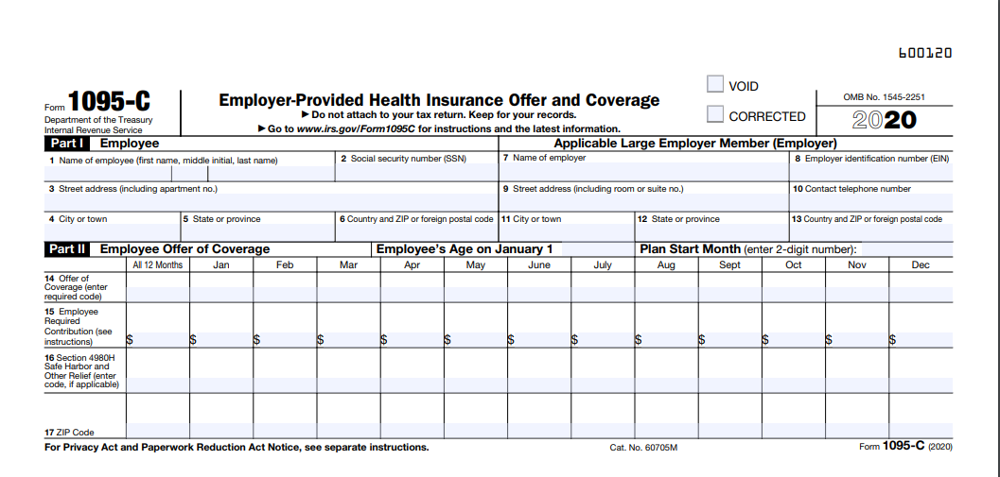 600120
VOID
CORRECTED
Form 1095-C
Department of the Treasury
Internal Revenue Service
Employer-Provided Health Insurance Offer and Coverage
▶ Do not attach to your tax return. Keep for your records.
▶ Go to www.irs.gov/Form1095C for instructions and the latest information.
OMB No. 1545-2251
2020
Part I Employee
Applicable Large Employer Member (Employer)
1 Name of employee (first name, middle initial, last name)
2 Social security number (SSN)
7 Name of employer
8 Employer identification number (EIN)
3 Street address (including apartment no.)
9 Street address (including room or suite no.)
10 Contact telephone number
4 City or town
5 State or province
6 Country and ZIP or foreign postal code
11 City or town
12 State or province
13 Country and ZIP or foreign postal code
Part II Employee Offer of Coverage
Employee's Age on January 1
Plan Start Month (enter 2-digit number):
All 12 Months Jan Feb Mar Apr May June July Aug Sept Oct Nov Dec
14 Offer of
Coverage (enter
required code)
15 Employee
Required
Contribution (see
instructions) $ $ $ $ $ $ $ $ $ $ $ $ $
16 Section 4980H
Safe Harbor and
Other Relief (enter
code, if applicable)
17 ZIP Code
For Privacy Act and Paperwork Reduction Act Notice, see separate instructions.
Cat. No. 60705M
Form 1095-C (2020)